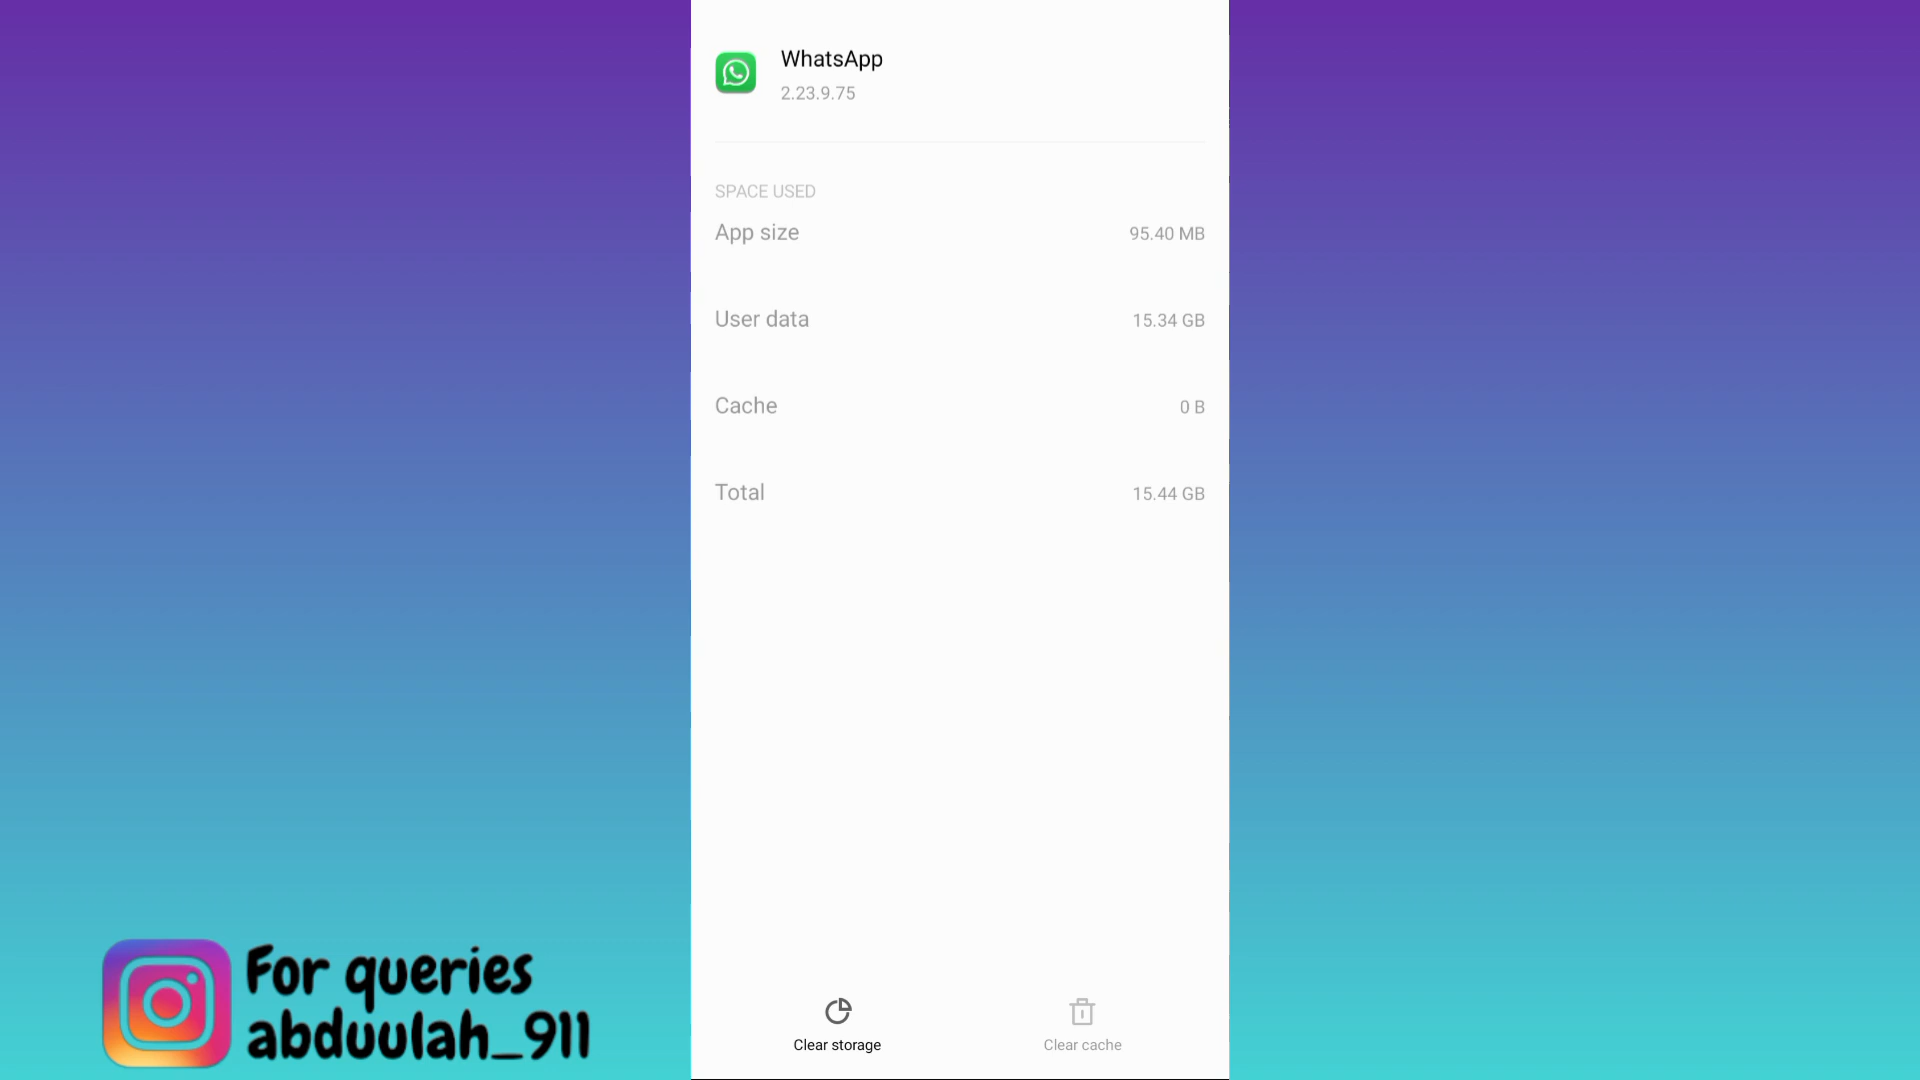 WhatsApp
2.23.9.75
SPACE USED
App size 95.40 MB
User data 15.34 GB
Cache 0 B
Total 15.44 GB
Clear storage Clear cache
For queries
abduulah_911